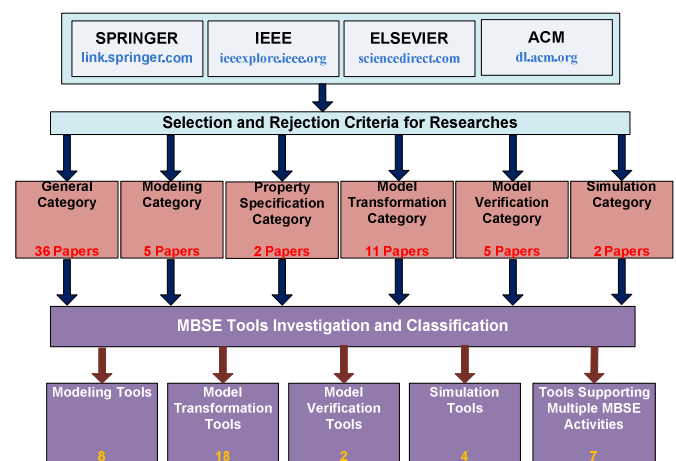 SPRINGER
link.springer.com
IEEE
ieeexplore.ieee.org
ELSEVIER
sciencedirect.com
ACM
dl.acm.org
Selection and Rejection Criteria for Researches
General
Category
36 Papers
Modeling
Category
5 Papers
Property
Specification
Category
2 Papers
Model
Transformation
Category
11 Papers
Model
Verification
Category
5 Papers
Simulation
Category
2 Papers
MBSE Tools Investigation and Classification
Modeling Tools
8
Model
Transformation
Tools
18
Model
Verification
Tools
2
Simulation
Tools
4
Tools Supporting
Multiple MBSE
Activities
7